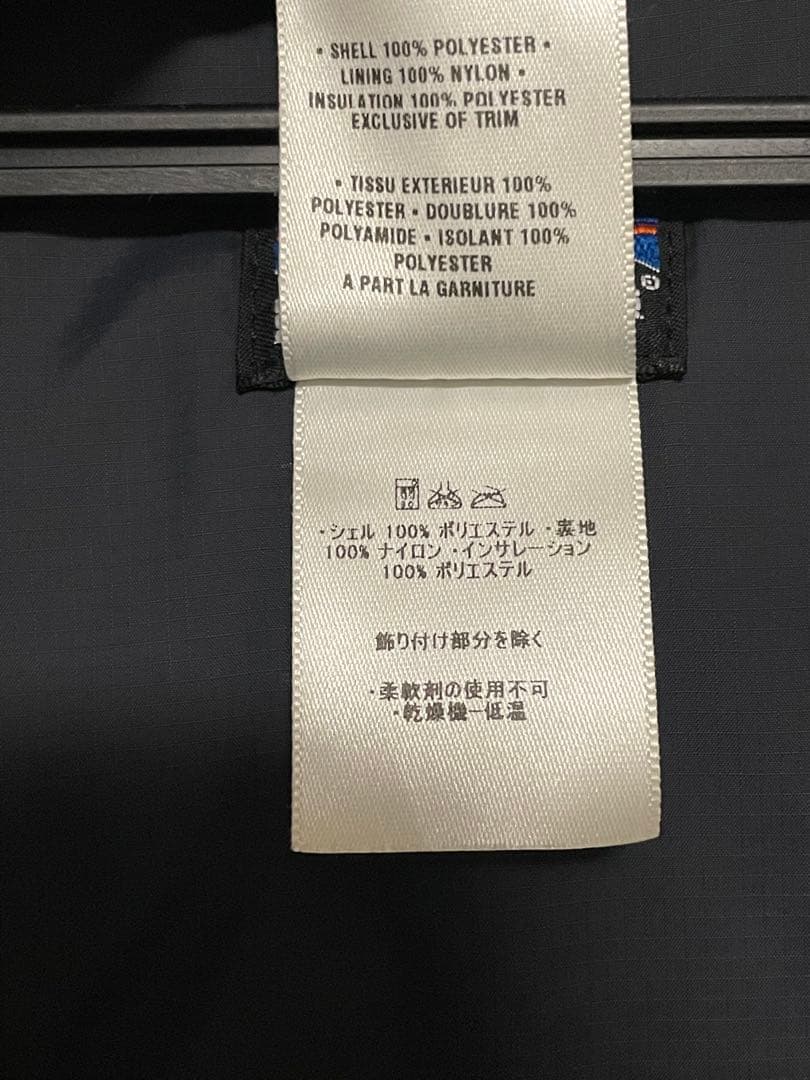 • SHELL 100% POLYESTER •
LINING 100% NYLON •
INSULATION 100% POLYESTER
EXCLUSIVE OF TRIM
• TISSU EXTERIEUR 100%
POLYESTER • DOUBLURE 100%
POLYAMIDE • ISOLANT 100%
POLYESTER
A PART LA GARNITURE
・シェル 100% ポリエステル ・裏地
100% ナイロン ・インサレーション
100% ポリエステル
飾り付け部分を除く
・柔軟剤の使用不可
・乾燥機ー低温